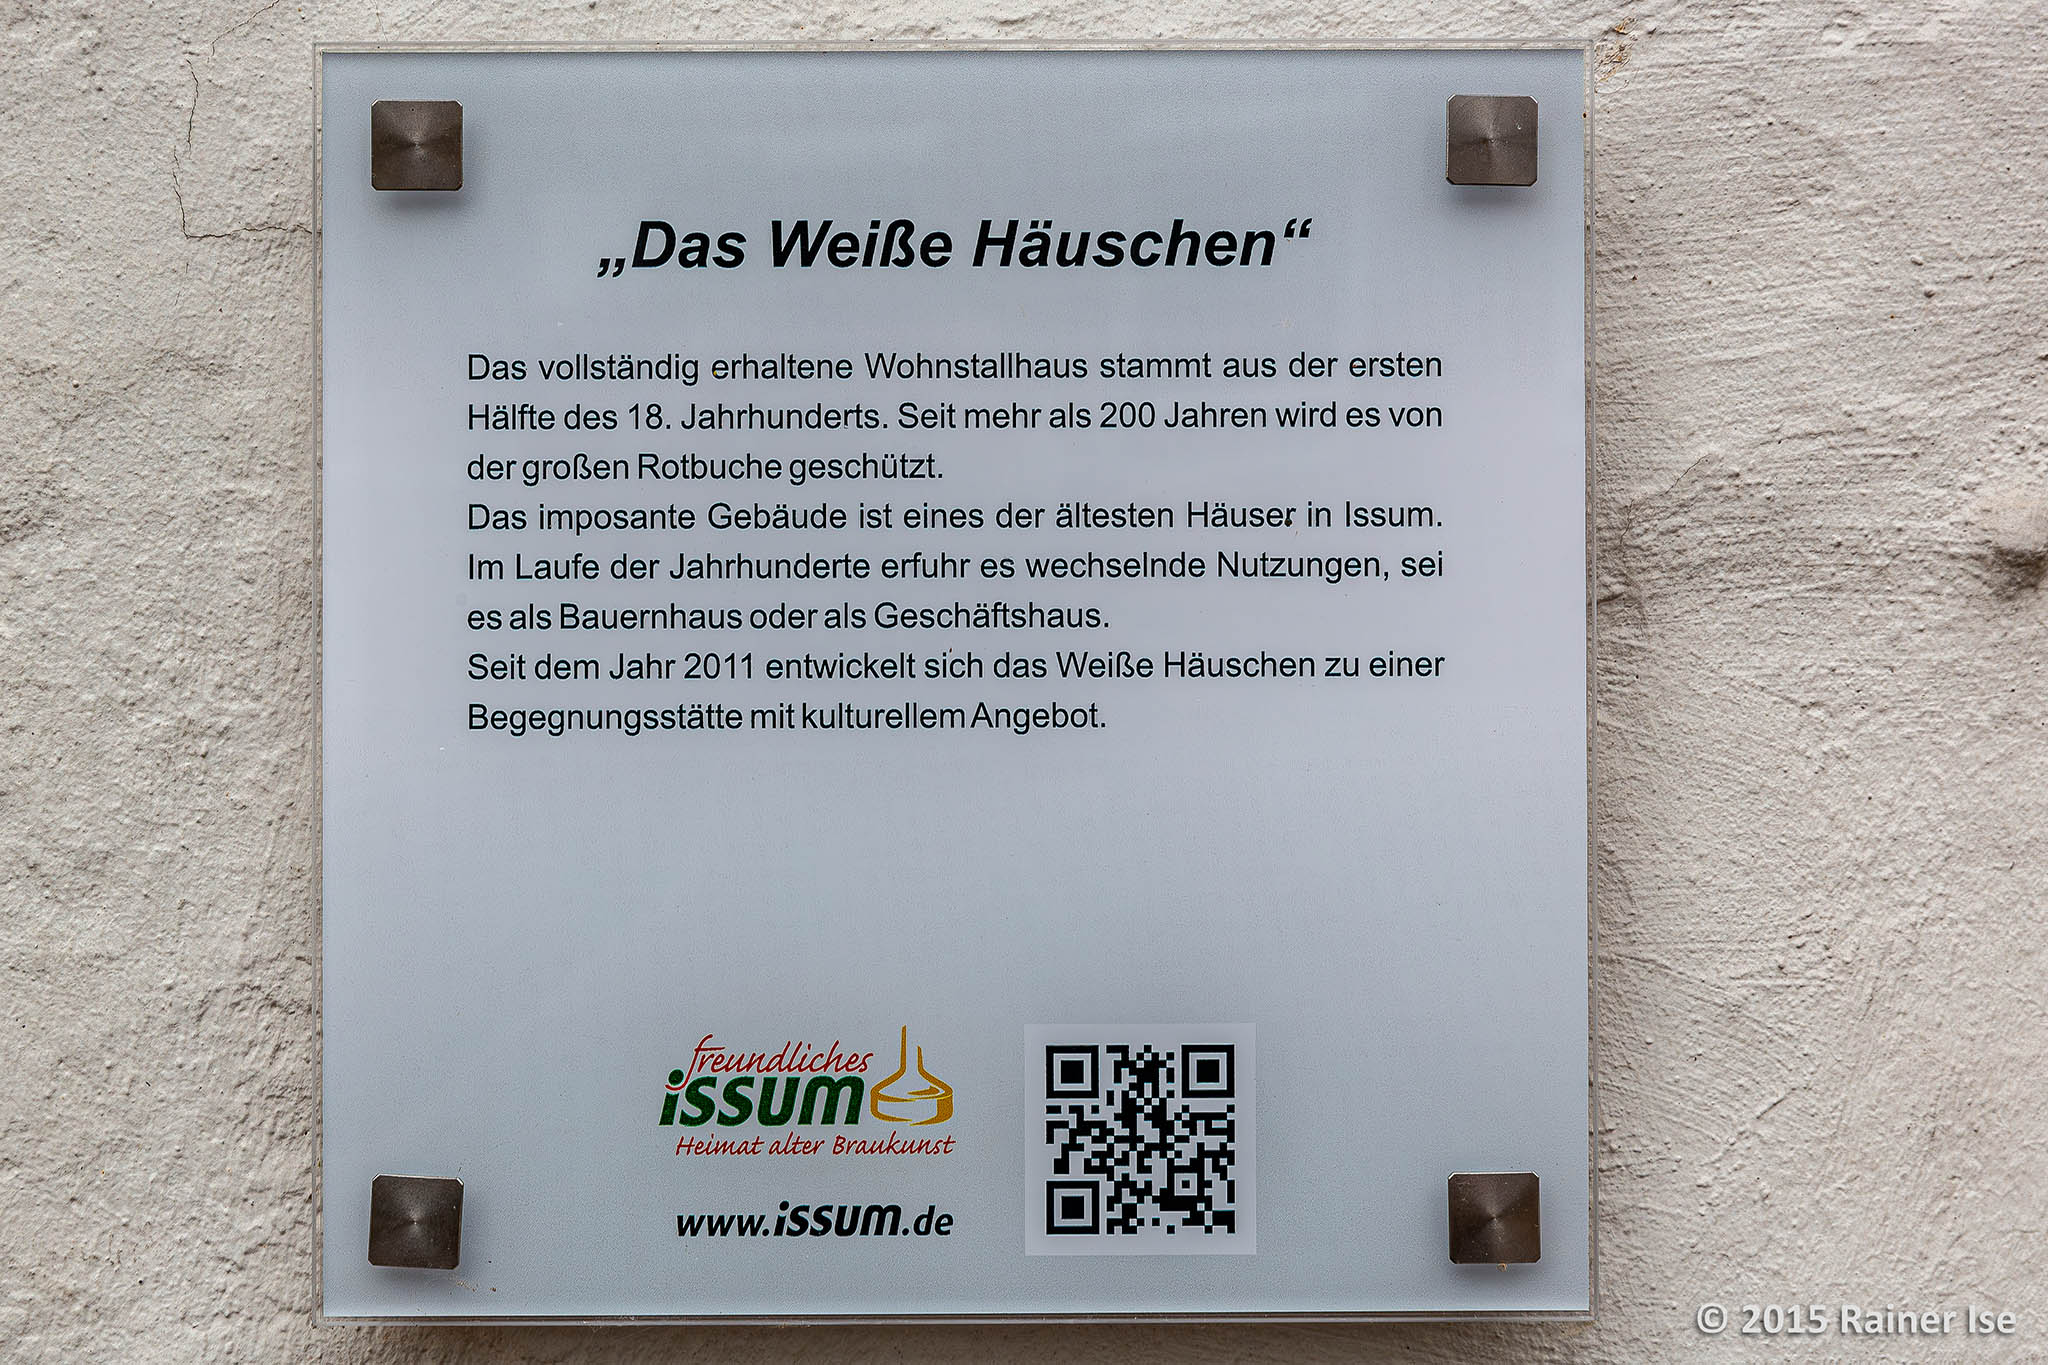 „Das Weiße Häuschen“
Das vollständig erhaltene Wohnstallhaus stammt aus der ersten
Hälfte des 18. Jahrhunderts. Seit mehr als 200 Jahren wird es von
der großen Rotbuche geschützt.
Das imposante Gebäude ist eines der ältesten Häuser in Issum.
Im Laufe der Jahrhunderte erfuhr es wechselnde Nutzungen, sei
es als Bauernhaus oder als Geschäftshaus.
Seit dem Jahr 2011 entwickelt sich das Weiße Häuschen zu einer
Begegnungsstätte mit kulturellem Angebot.
freundliches
issum
Heimat alter Braukunst
www.issum.de
© 2015 Rainer Ise